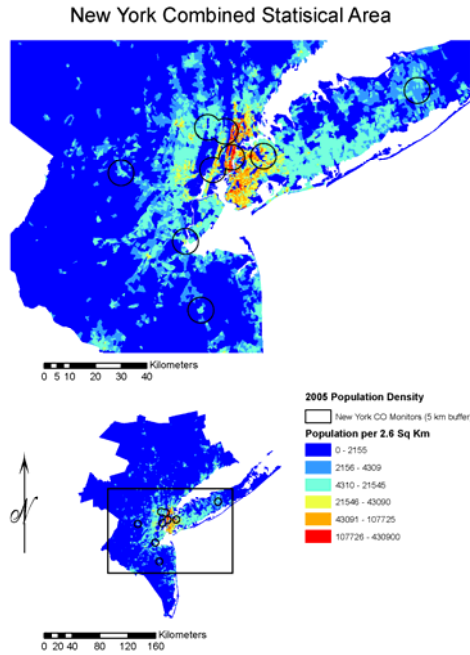 New York Combined Statisical Area
Kilometers
0 5 10 20 30 40
2005 Population Density
New York CO Monitors (5 km buffer
Population per 2.6 Sq Km
0 - 2155
2156 - 4309
4310 - 21545
21546 - 43090
43091 - 107725
107726 - 430900
N
Kilometers
0 20 40 80 120 160